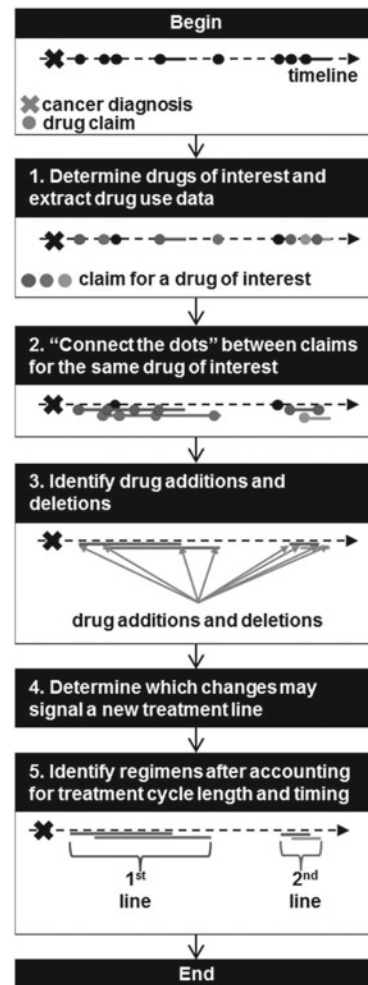 Begin
timeline
cancer diagnosis
drug claim
1. Determine drugs of interest and
extract drug use data
claim for a drug of interest
2. “Connect the dots” between claims
for the same drug of interest
3. Identify drug additions and
deletions
drug additions and deletions
4. Determine which changes may
signal a new treatment line
5. Identify regimens after accounting
for treatment cycle length and timing
1st 2nd
line line
End